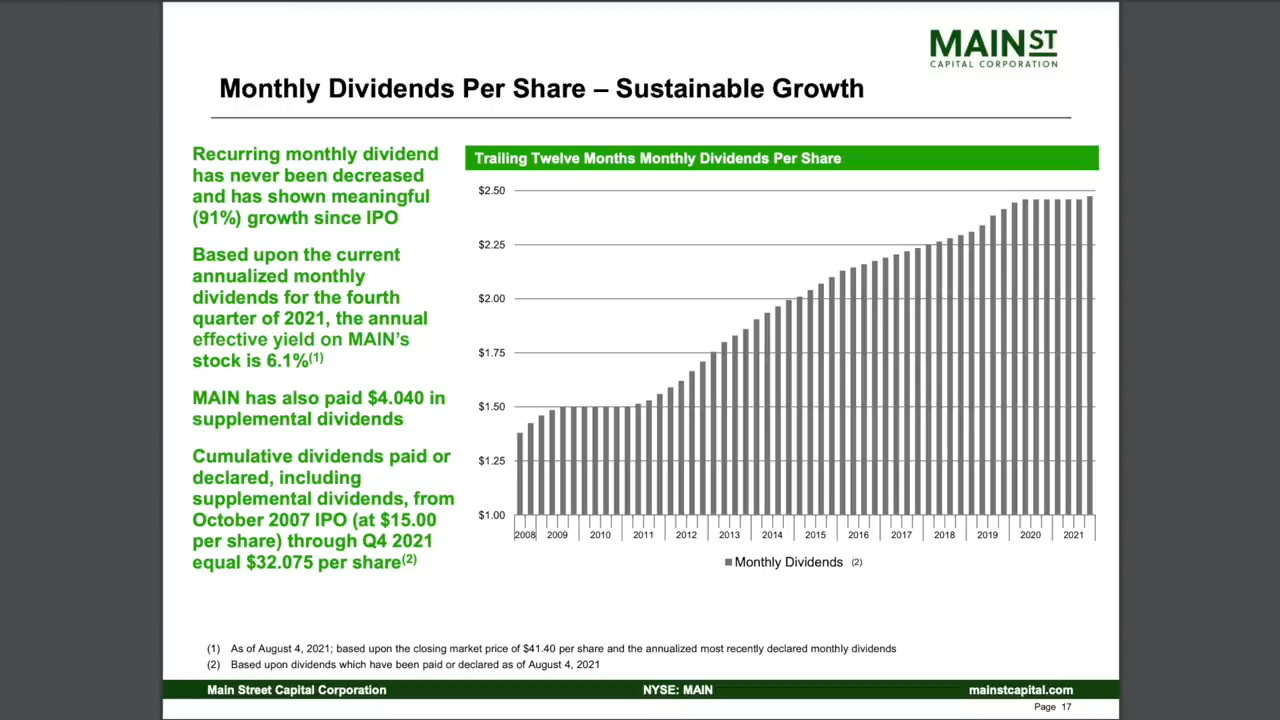 MAIN ST
CAPITAL CORPORATION
Monthly Dividends Per Share – Sustainable Growth
Recurring monthly dividend
has never been decreased
and has shown meaningful
(91%) growth since IPO
Based upon the current
annualized monthly
dividends for the fourth
quarter of 2021, the annual
effective yield on MAIN's
stock is 6.1%(1)
MAIN has also paid $4.040 in
supplemental dividends
Cumulative dividends paid or
declared, including
supplemental dividends, from
October 2007 IPO (at $15.00
per share) through Q4 2021
equal $32.075 per share(2)
Trailing Twelve Months Monthly Dividends Per Share
$2.50
$2.25
$2.00
$1.75
$1.50
$1.25
$1.00
2008 2009 2010 2011 2012 2013 2014 2015 2016 2017 2018 2019 2020 2021
Monthly Dividends (2)
(1) As of August 4, 2021; based upon the closing market price of $41.40 per share and the annualized most recently declared monthly dividends
(2) Based upon dividends which have been paid or declared as of August 4, 2021
Main Street Capital Corporation NYSE: MAIN mainstcapital.com
Page 17